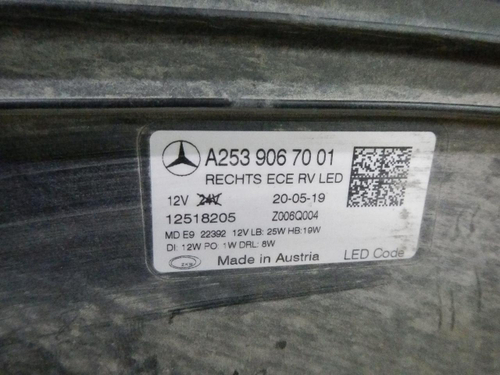 A253 906 70 01
RECHTS ECE RV LED
12V 24V 20-05-19
12518205 Z006Q004
MD E9 22392 12V LB: 25W HB:19W
DI: 12W PO: 1W DRL: 8W
Made in Austria LED Code